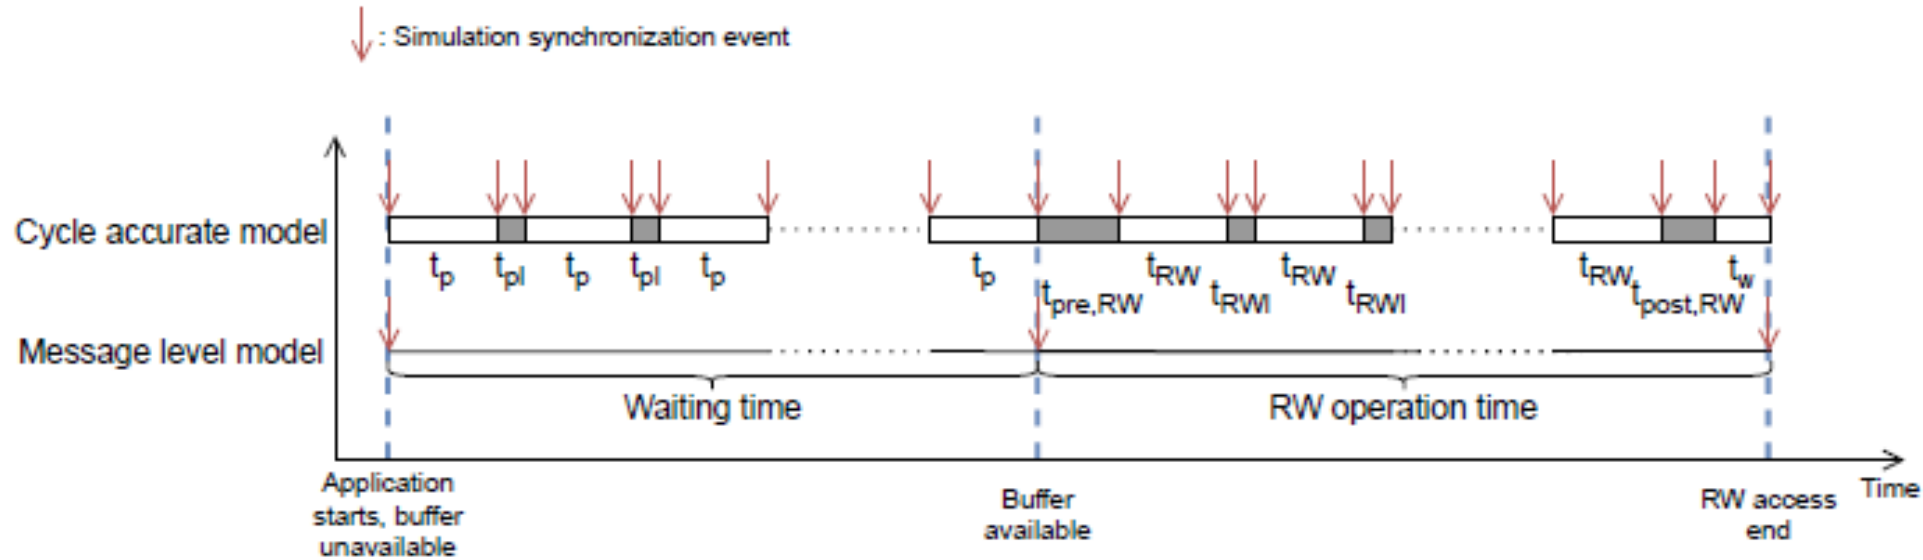 : Simulation synchronization event
Cycle accurate model
tp tpI tp tpI tp tp tpre,RW tRW tRWI tRW tRWI tRW tpost,RW tw
Message level model
Waiting time
RW operation time
Application
starts, buffer
unavailable
Buffer
available
RW access
end
Time